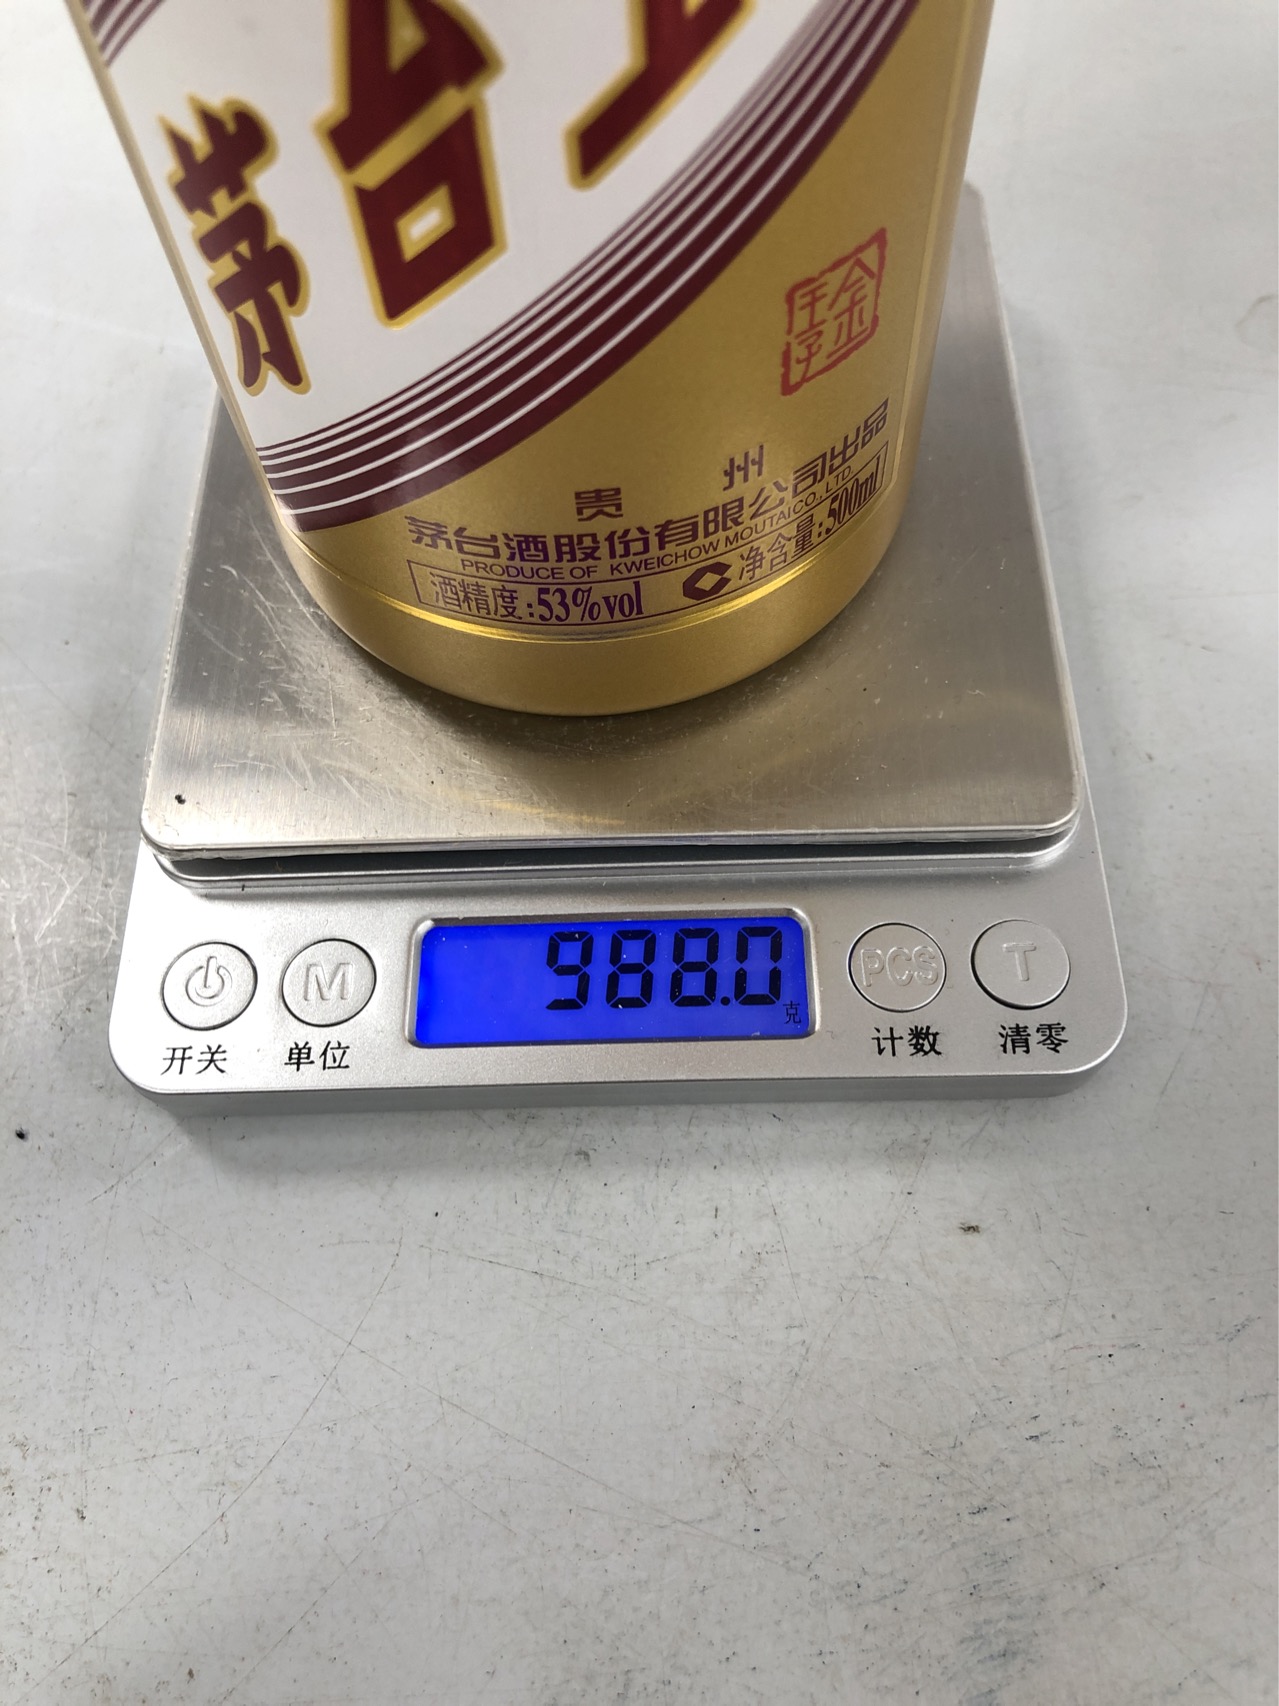 茅台
贵州
茅台酒股份有限公司出品
PRODUCE OF KWEICHOW MOUTAI CO., LTD.
酒精度:53%vol 净含量:500ml
988.0
克
M PCS T
开关 单位 计数 清零